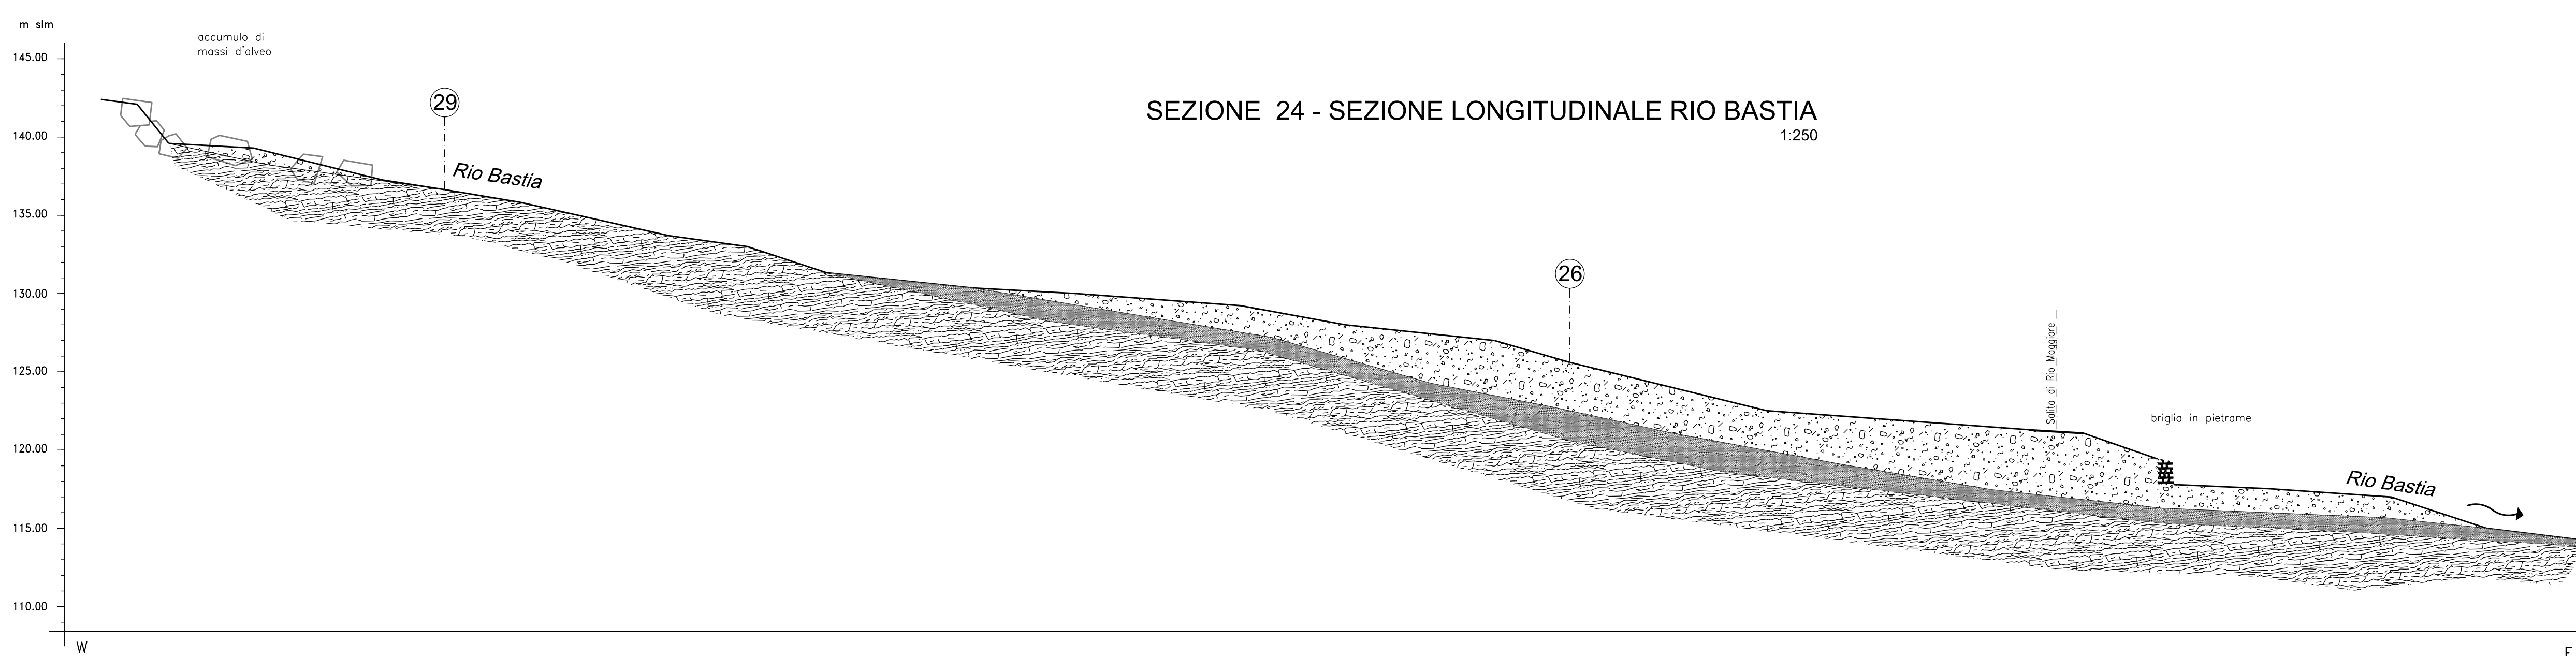 m slm
accumulo di
massi d'alveo
145.00
140.00
135.00
130.00
125.00
120.00
115.00
110.00
29
Rio Bastia
SEZIONE 24 - SEZIONE LONGITUDINALE RIO BASTIA
1:250
26
Salita di Rio Maggiore
briglia in pietrame
Rio Bastia
W
E